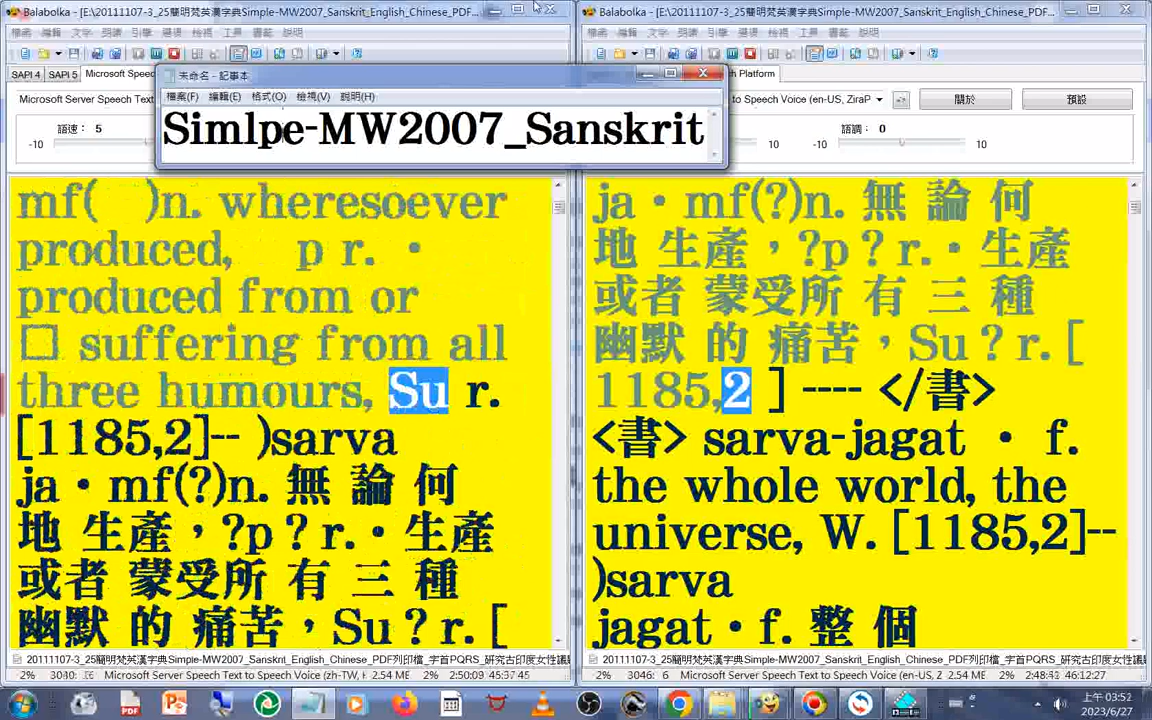 Balabolka - [E:\20111107-3_25簡明梵英漢字典Simple-MW2007_Sanskrit_English_Chinese_PDF...
Balabolka - [E:\20111107-3_25簡明梵英漢字典Simple-MW2007_Sanskrit_English_Chinese_PDF...
SAPI 4 SAPI 5 Microsoft Speec
未命名 - 記事本
h Platform
檔案(F) 編輯(E) 格式(O) 檢視(V) 說明(H)
Microsoft Server Speech Text
to Speech Voice (en-US, ZiraP
關於
預設
Simlpe-MW2007_Sanskrit
語速： 5
語調： 0
-10
10
-10
10
mf( )n. wheresoever
produced, p r. •
produced from or
□ suffering from all
three humours, Su r.
[1185,2]-- )sarva
ja • mf(?)n. 無 論 何
地 生產，?p ? r. • 生產
或者 蒙受所 有 三 種
幽默 的 痛苦，Su ? r. [
ja • mf(?)n. 無 論 何
地 生產，?p ? r. • 生產
或者 蒙受所 有 三 種
幽默 的 痛苦，Su ? r. [
1185,2 ] ---- </書>
<書> sarva-jagat • f.
the whole world, the
universe, W. [1185,2]--
)sarva
jagat • f. 整 個
20111107-3_25簡明梵英漢字典Simple-MW2007_Sanskrit_English_Chinese_PDF列印檔_字首PQRS_研究古印度女性議
20111107-3_25簡明梵英漢字典Simple-MW2007_Sanskrit_English_Chinese_PDF列印檔_字首PQRS_研究古印度女性議
2% Microsoft Server Speech Text to Speech Voice (zh-TW, 2.54 MB 2% 2:50:09
2% 3046: 6 Microsoft Server Speech Text to Speech Voice (en-US, 2.54 MB 2% 46:12:27
上午 03:52
2023/6/27